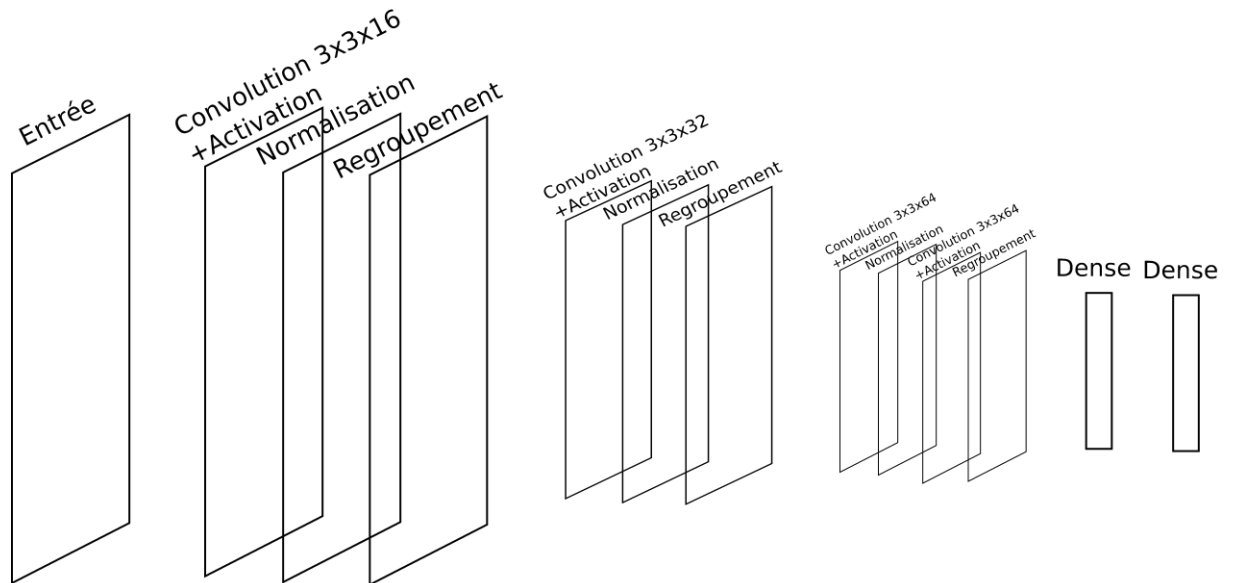 Entrée
Convolution 3x3x16
+Activation
Normalisation
Regroupement
Convolution 3x3x32
+Activation
Normalisation
Regroupement
Convolution 3x3x64
+Activation
Normalisation
Convolution 3x3x64
+Activation
Regroupement
Dense
Dense